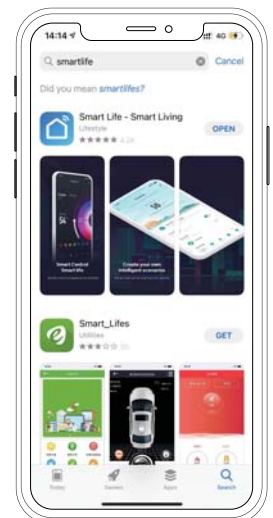 14:14
4G
smartlife
Cancel
Did you mean smartlifes?
Smart Life - Smart Living
Lifestyle
OPEN
Smart Control
Smart life
Create your own
intelligent scenarios
Smart_Lifes
Utilities
GET
Today
Games
Apps
Search